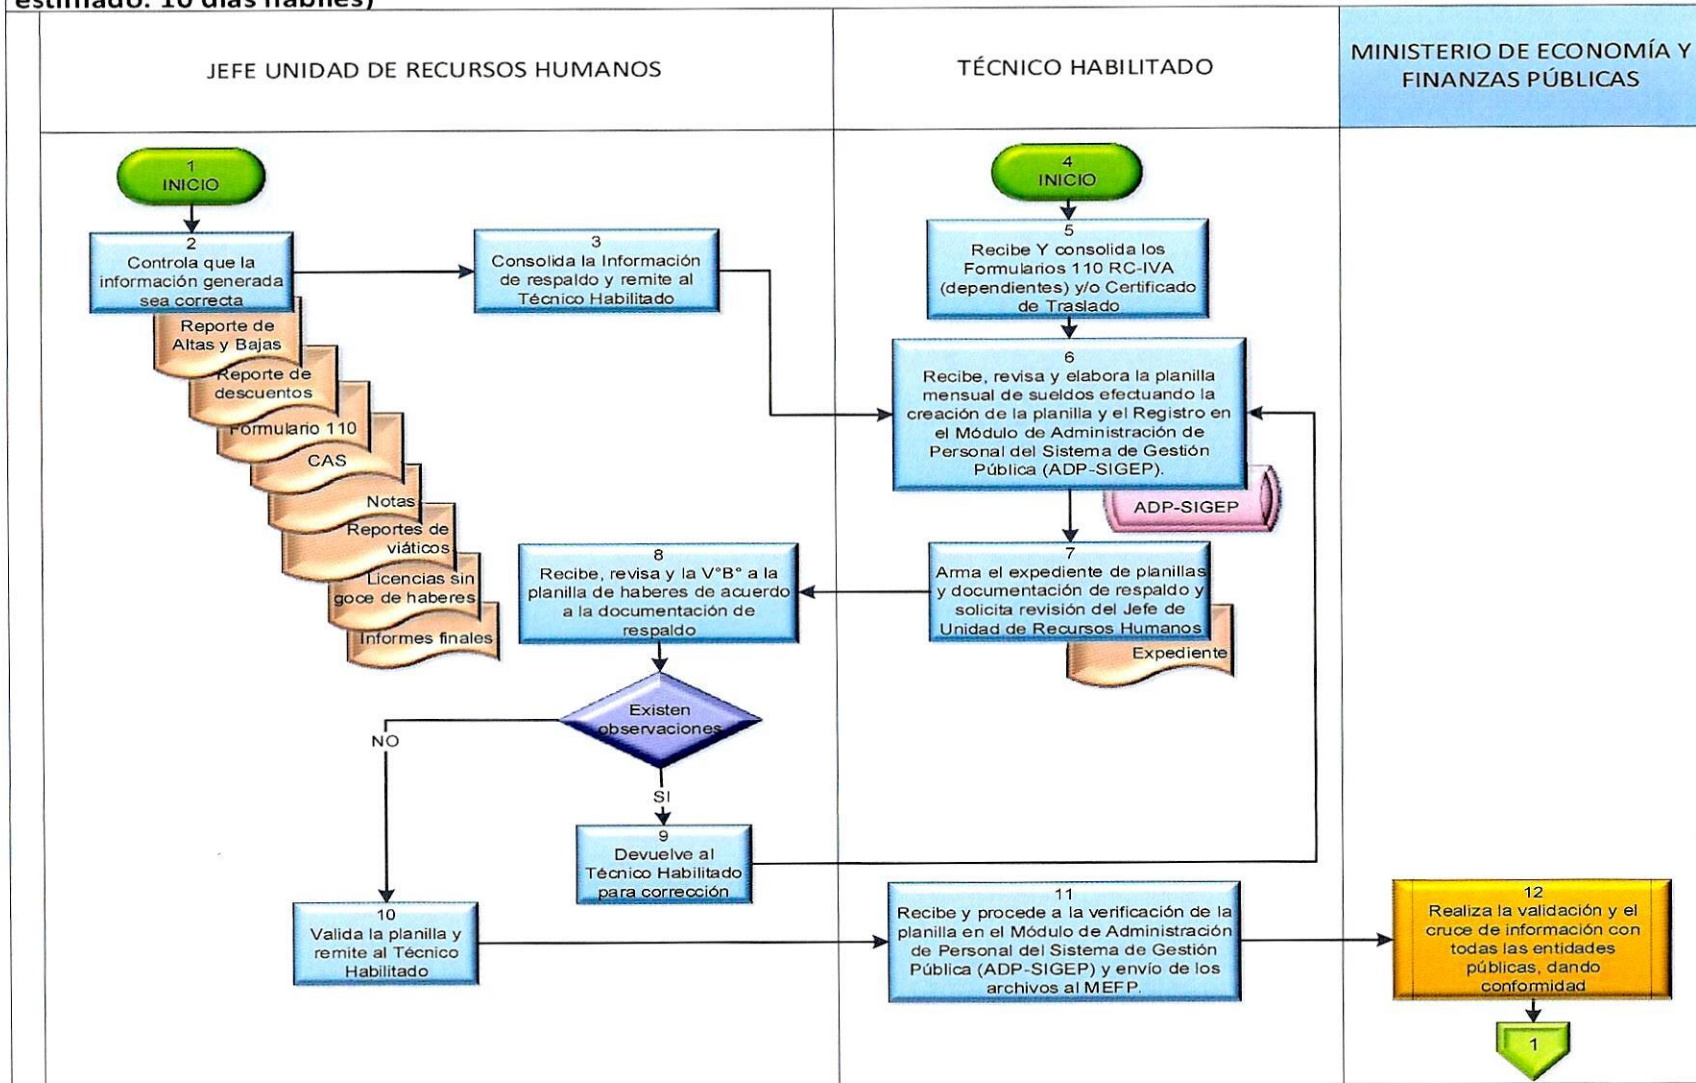 estimado: 10 días hábiles)
JEFE UNIDAD DE RECURSOS HUMANOS
TÉCNICO HABILITADO
MINISTERIO DE ECONOMÍA Y
FINANZAS PÚBLICAS
1
INICIO
2
Controla que la
información generada
sea correcta
Reporte de
Altas y Bajas
Reporte de
descuentos
Formulario 110
CAS
Notas
Reportes de
viáticos
Licencias sin
goce de haberes
Informes finales
3
Consolida la Información
de respaldo y remite al
Técnico Habilitado
4
INICIO
5
Recibe Y consolida los
Formularios 110 RC-IVA
(dependientes) y/o Certificado
de Traslado
6
Recibe, revisa y elabora la planilla
mensual de sueldos efectuando la
creación de la planilla y el Registro en
el Módulo de Administración de
Personal del Sistema de Gestión
Pública (ADP-SIGEP).
ADP-SIGEP
7
Arma el expediente de planillas
y documentación de respaldo y
solicita revisión del Jefe de
Unidad de Recursos Humanos
Expediente
8
Recibe, revisa y la V°B° a la
planilla de haberes de acuerdo
a la documentación de
respaldo
Existen
observaciones
NO
SI
9
Devuelve al
Técnico Habilitado
para corrección
10
Valida la planilla y
remite al Técnico
Habilitado
11
Recibe y procede a la verificación de la
planilla en el Módulo de Administración
de Personal del Sistema de Gestión
Pública (ADP-SIGEP) y envío de los
archivos al MEFP.
12
Realiza la validación y el
cruce de información con
todas las entidades
públicas, dando
conformidad
1